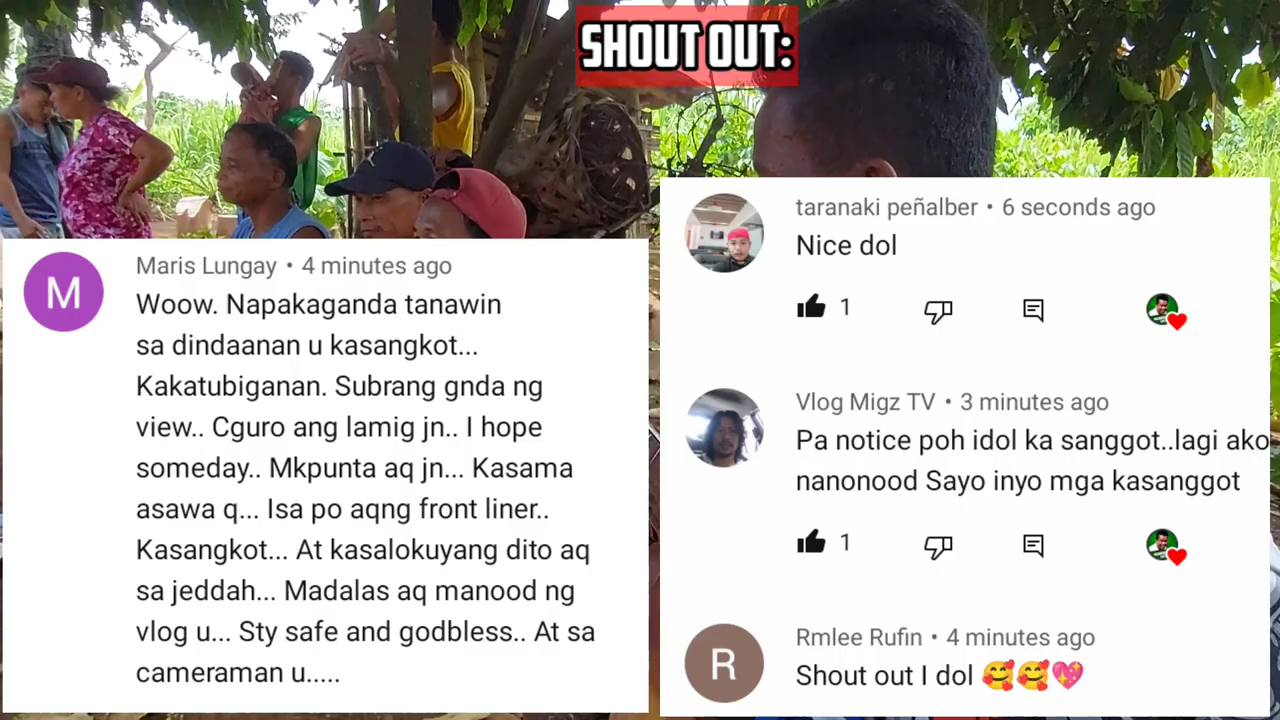 SHOUT OUT:
M
Maris Lungay • 4 minutes ago
Woow. Napakaganda tanawin
sa dindaanan u kasangkot...
Kakatubiganan. Subrang gnda ng
view.. Cguro ang lamig jn.. I hope
someday.. Mkpunta aq jn... Kasama
asawa q... Isa po aqng front liner..
Kasangkot... At kasalokuyang dito aq
sa jeddah... Madalas aq manood ng
vlog u... Sty safe and godbless.. At sa
cameraman u.....
taranaki peñalber • 6 seconds ago
Nice dol
1
Vlog Migz TV • 3 minutes ago
Pa notice poh idol ka sanggot..lagi ako
nanonood Sayo inyo mga kasanggot
1
R
Rmlee Rufin • 4 minutes ago
Shout out I dol 🥰🥰💖